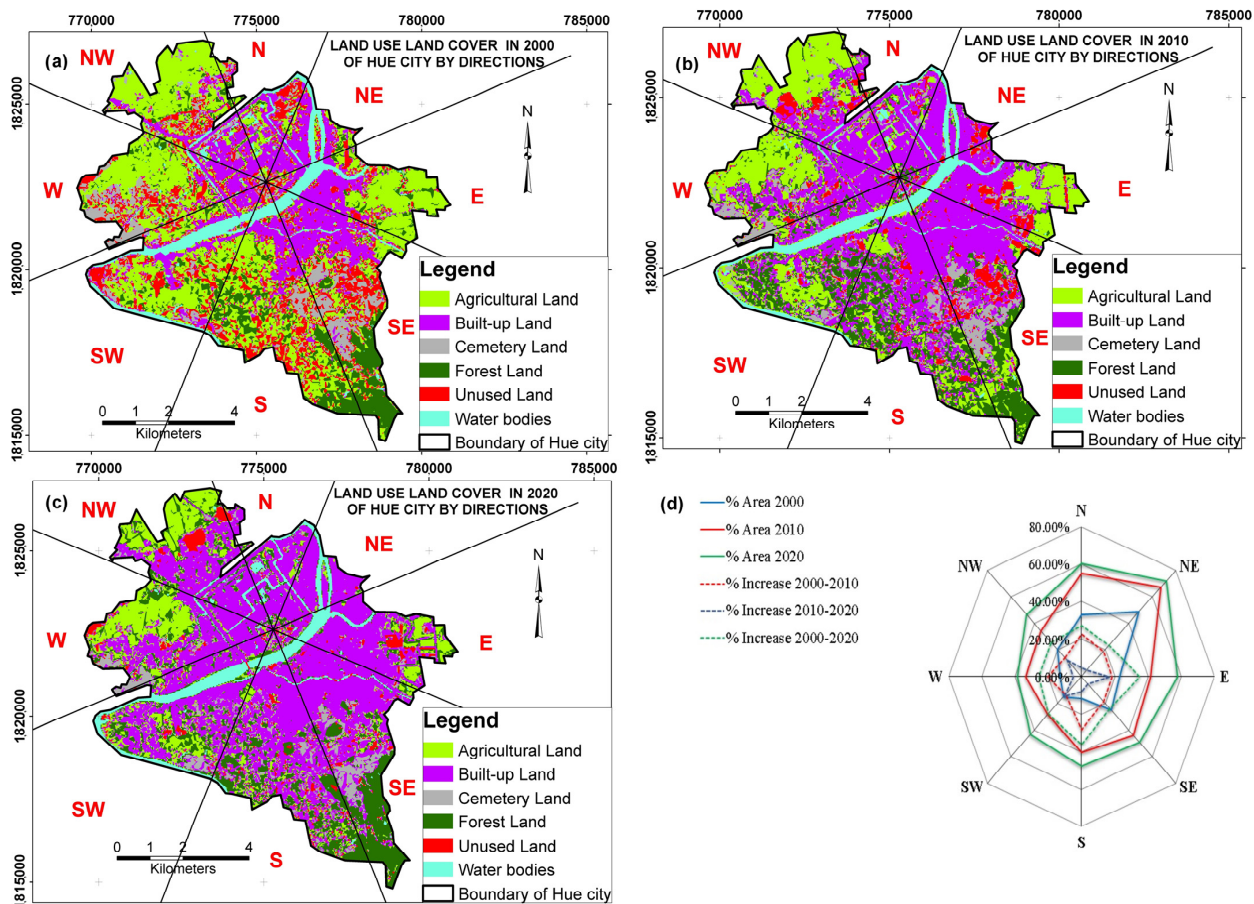 770000 775000 780000 785000
(a)
LAND USE LAND COVER IN 2000
OF HUE CITY BY DIRECTIONS
NW
N
NE
N
W
E
SE
SW
S
1825000
1820000
1815000
Legend
Agricultural Land
Built-up Land
Cemetery Land
Forest Land
Unused Land
Water bodies
Boundary of Hue city
0 1 2 4
Kilometers
770000 775000 780000 785000
770000 775000 780000 785000
(b)
LAND USE LAND COVER IN 2010
OF HUE CITY BY DIRECTIONS
NW
N
NE
N
W
E
SE
SW
S
1825000
1820000
1815000
Legend
Agricultural Land
Built-up Land
Cemetery Land
Forest Land
Unused Land
Water bodies
Boundary of Hue city
0 1 2 4
Kilometers
(c)
LAND USE LAND COVER IN 2020
OF HUE CITY BY DIRECTIONS
NW
N
NE
N
W
E
SE
SW
S
1825000
1820000
1815000
Legend
Agricultural Land
Built-up Land
Cemetery Land
Forest Land
Unused Land
Water bodies
Boundary of Hue city
0 1 2 4
Kilometers
(d)
% Area 2000
% Area 2010
% Area 2020
% Increase 2000-2010
% Increase 2010-2020
% Increase 2000-2020
N
80.00%
60.00%
40.00%
20.00%
0.00%
NE
E
SE
S
SW
W
NW